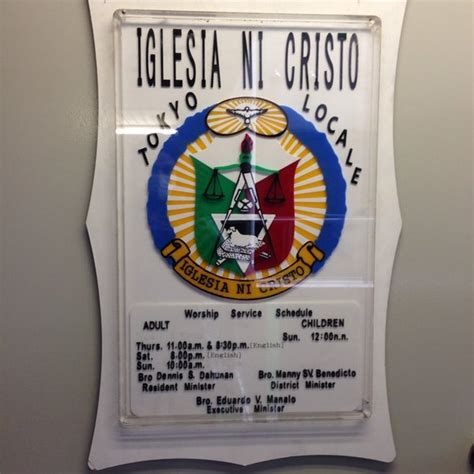 IGLESIA NI CRISTO
TOKYO LOCALE
IGLESIA NI CRISTO
Worship Service Schedule
ADULT CHILDREN
Sun. 12:00n.n.
Thurs. 11:00a.m. & 8:30p.m.[English]
Sat. 8:00p.m.[English]
Sun. 10:00a.m.
Bro Dennis S. Dahunan Bro. Manny SV. Benedicto
Resident Minister District Minister
Bro. Eduardo V. Manalo
Executive Minister